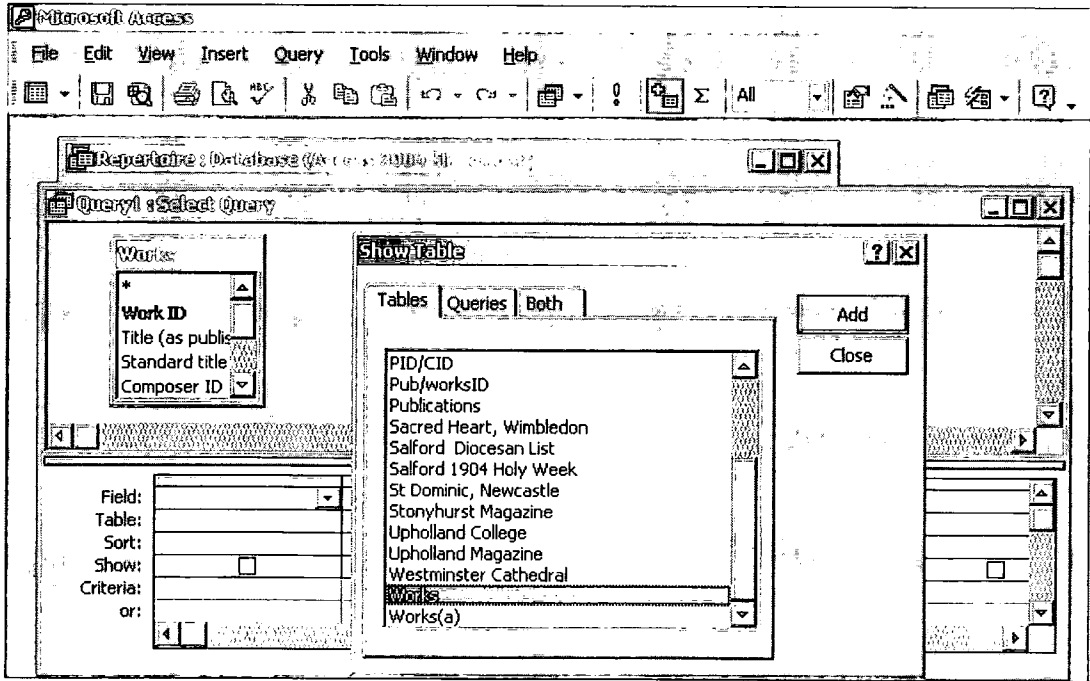 Microsoft Access
File Edit View Insert Query Tools Window Help
ABC All
Repertoire : Database (Access 2000
Query1 : Select Query
Works
*
Work ID
Title (as publis
Standard title
Composer ID
Show Table
Tables Queries Both
Add
Close
PID/CID
Pub/worksID
Publications
Sacred Heart, Wimbledon
Salford Diocesan List
Salford 1904 Holy Week
St Dominic, Newcastle
Stonyhurst Magazine
Upholland College
Upholland Magazine
Westminster Cathedral
Works
Works(a)
Field:
Table:
Sort:
Show:
Criteria:
or: